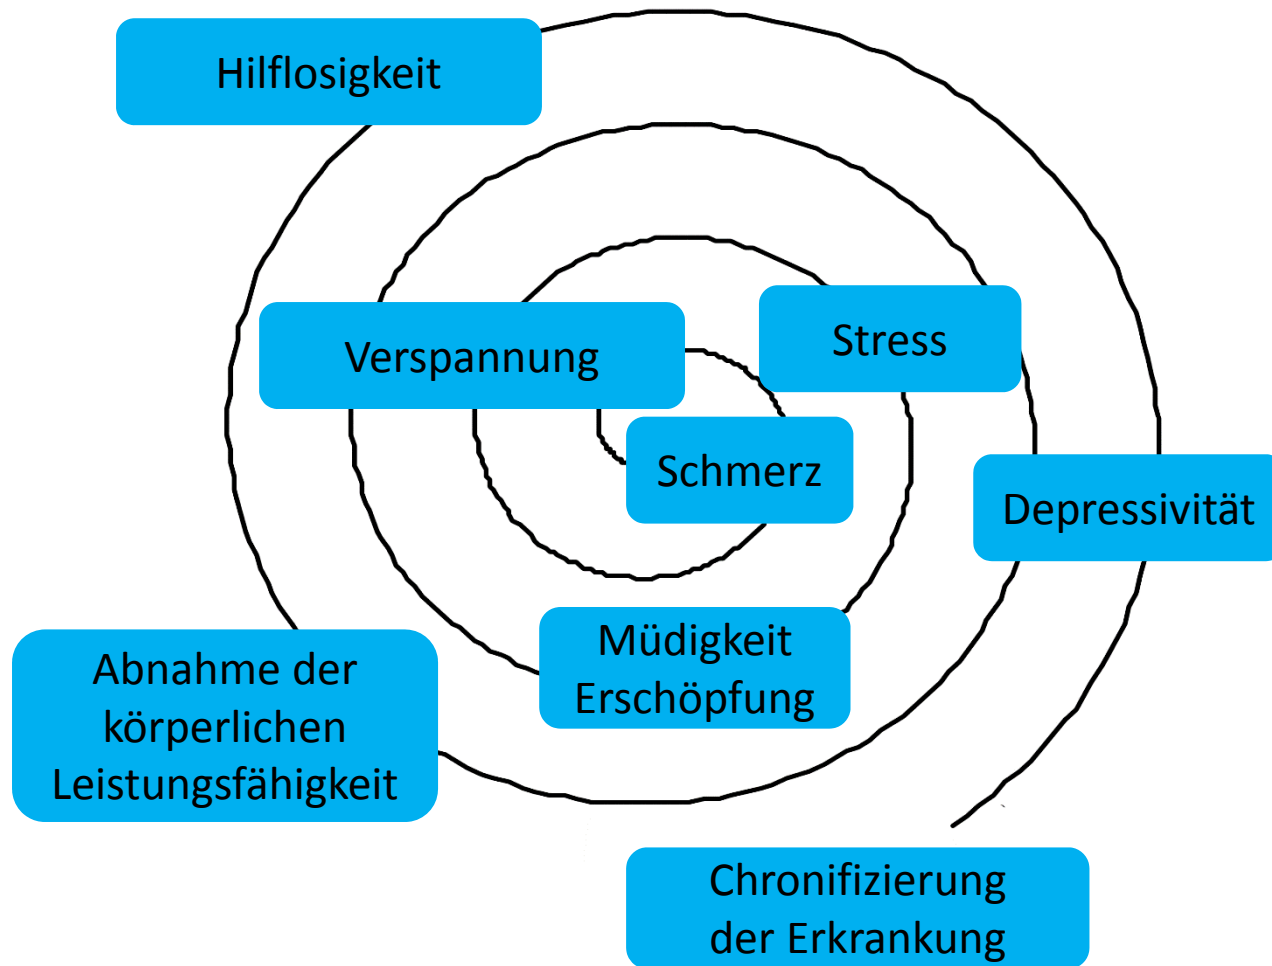 Hilflosigkeit
Verspannung
Stress
Schmerz
Depressivität
Müdigkeit
Erschöpfung
Abnahme der
körperlichen
Leistungsfähigkeit
Chronifizierung
der Erkrankung